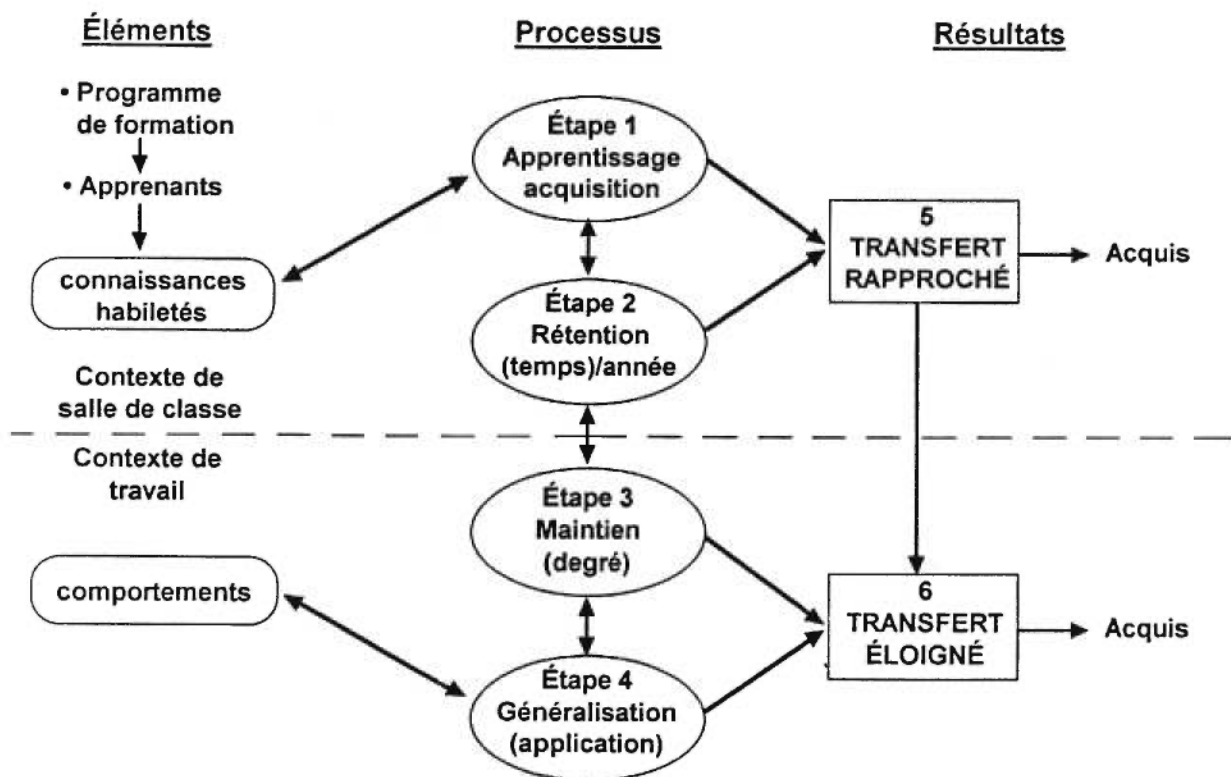 Éléments
Processus
Résultats
• Programme
de formation
• Apprenants
connaissances
habiletés
Contexte de
salle de classe
Contexte de
travail
comportements
Étape 1
Apprentissage
acquisition
Étape 2
Rétention
(temps)/année
Étape 3
Maintien
(degré)
Étape 4
Généralisation
(application)
5
TRANSFERT
RAPPROCHÉ
Acquis
6
TRANSFERT
ÉLOIGNÉ
Acquis